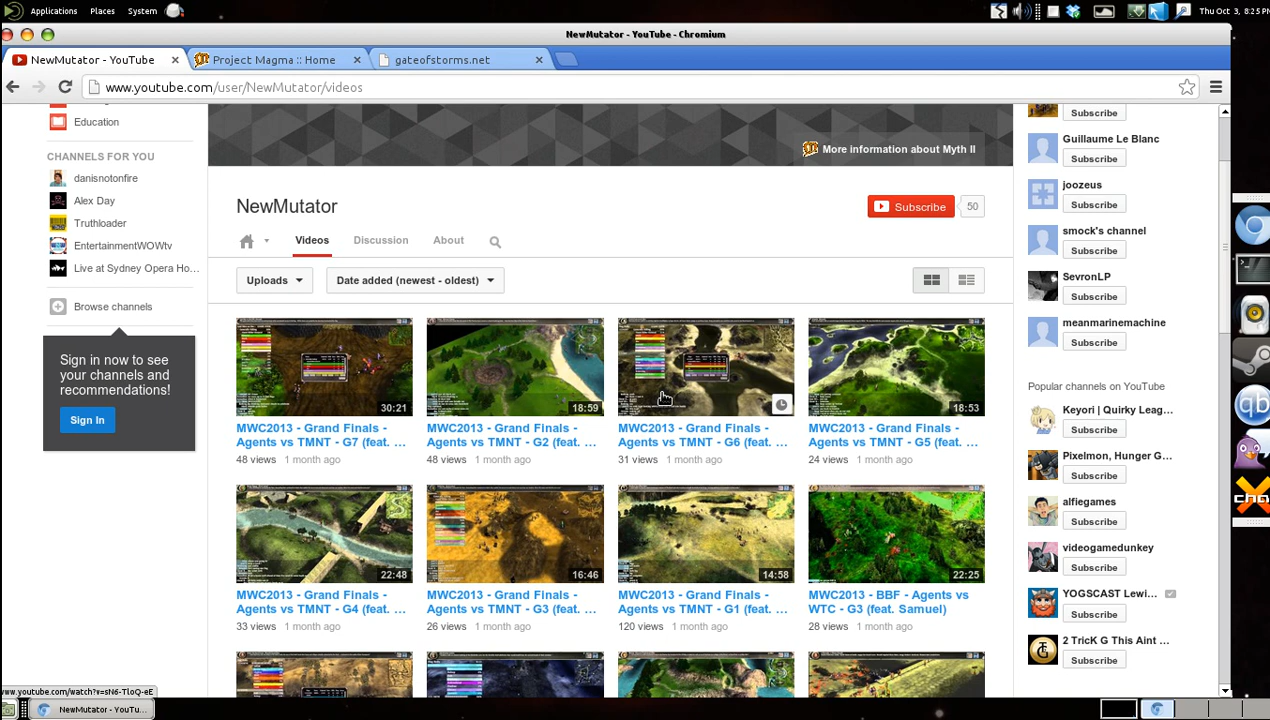 Applications Places System
Thu Oct 3, 8:25 P
NewMutator - YouTube - Chromium
NewMutator - YouTube
Project Magma :: Home
gateofstorms.net
www.youtube.com/user/NewMutator/videos
Education
CHANNELS FOR YOU
danisnotonfire
Alex Day
Truthloader
EntertainmentWOWtv
Live at Sydney Opera Ho...
Browse channels
Sign in now to see
your channels and
recommendations!
Sign In
More information about Myth II
NewMutator
Subscribe 50
Videos Discussion About
Uploads
Date added (newest - oldest)
30:21
18:59
18:53
MWC2013 - Grand Finals -
Agents vs TMNT - G7 (feat. ...
48 views 1 month ago
MWC2013 - Grand Finals -
Agents vs TMNT - G2 (feat. ...
48 views 1 month ago
MWC2013 - Grand Finals -
Agents vs TMNT - G6 (feat. ...
31 views 1 month ago
MWC2013 - Grand Finals -
Agents vs TMNT - G5 (feat. ...
24 views 1 month ago
22:48
16:46
14:58
22:25
MWC2013 - Grand Finals -
Agents vs TMNT - G4 (feat. ...
33 views 1 month ago
MWC2013 - Grand Finals -
Agents vs TMNT - G3 (feat. ...
26 views 1 month ago
MWC2013 - Grand Finals -
Agents vs TMNT - G1 (feat. ...
120 views 1 month ago
MWC2013 - BBF - Agents vs
WTC - G3 (feat. Samuel)
28 views 1 month ago
Subscribe
Guillaume Le Blanc
Subscribe
joozeus
Subscribe
smock's channel
Subscribe
SevronLP
Subscribe
meanmarinemachine
Subscribe
Popular channels on YouTube
Keyori | Quirky Leag...
Subscribe
Pixelmon, Hunger G...
Subscribe
alfiegames
Subscribe
videogamedunkey
Subscribe
YOGSCAST Lewi...
Subscribe
2 TricK G This Aint ...
Subscribe
qb
www.youtube.com/watch?v=sN6-TloQ-eE
NewMutator - YouTu...